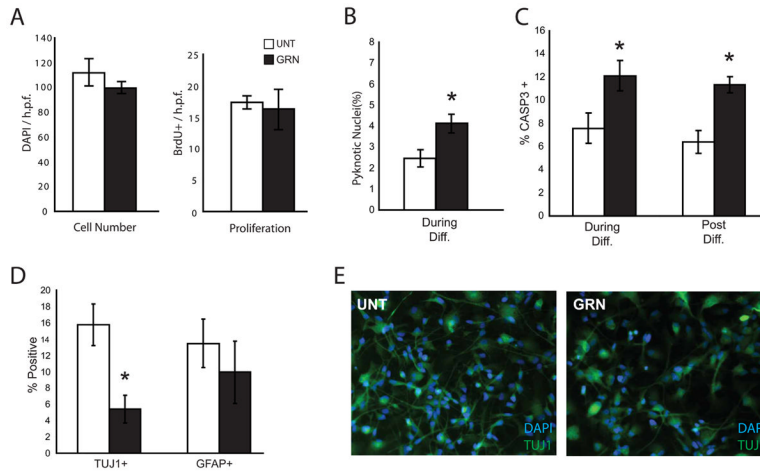 A
DAPI / h.p.f.
140
120
100
80
60
40
20
0
Cell Number
BrdU+ / h.p.f.
25
20
15
10
5
0
Proliferation
UNT
GRN
B
Pyknotic Nuclei(%)
8
7
6
5
4
3
2
1
0
*
During
Diff.
C
% CASP3 +
16
14
12
10
8
6
4
2
0
*
*
During
Diff.
Post
Diff.
D
% Positive
20
18
16
14
12
10
8
6
4
2
0
*
TUJ1+
GFAP+
E
UNT
DAPI
TUJ1
GRN
DAP
TUJ